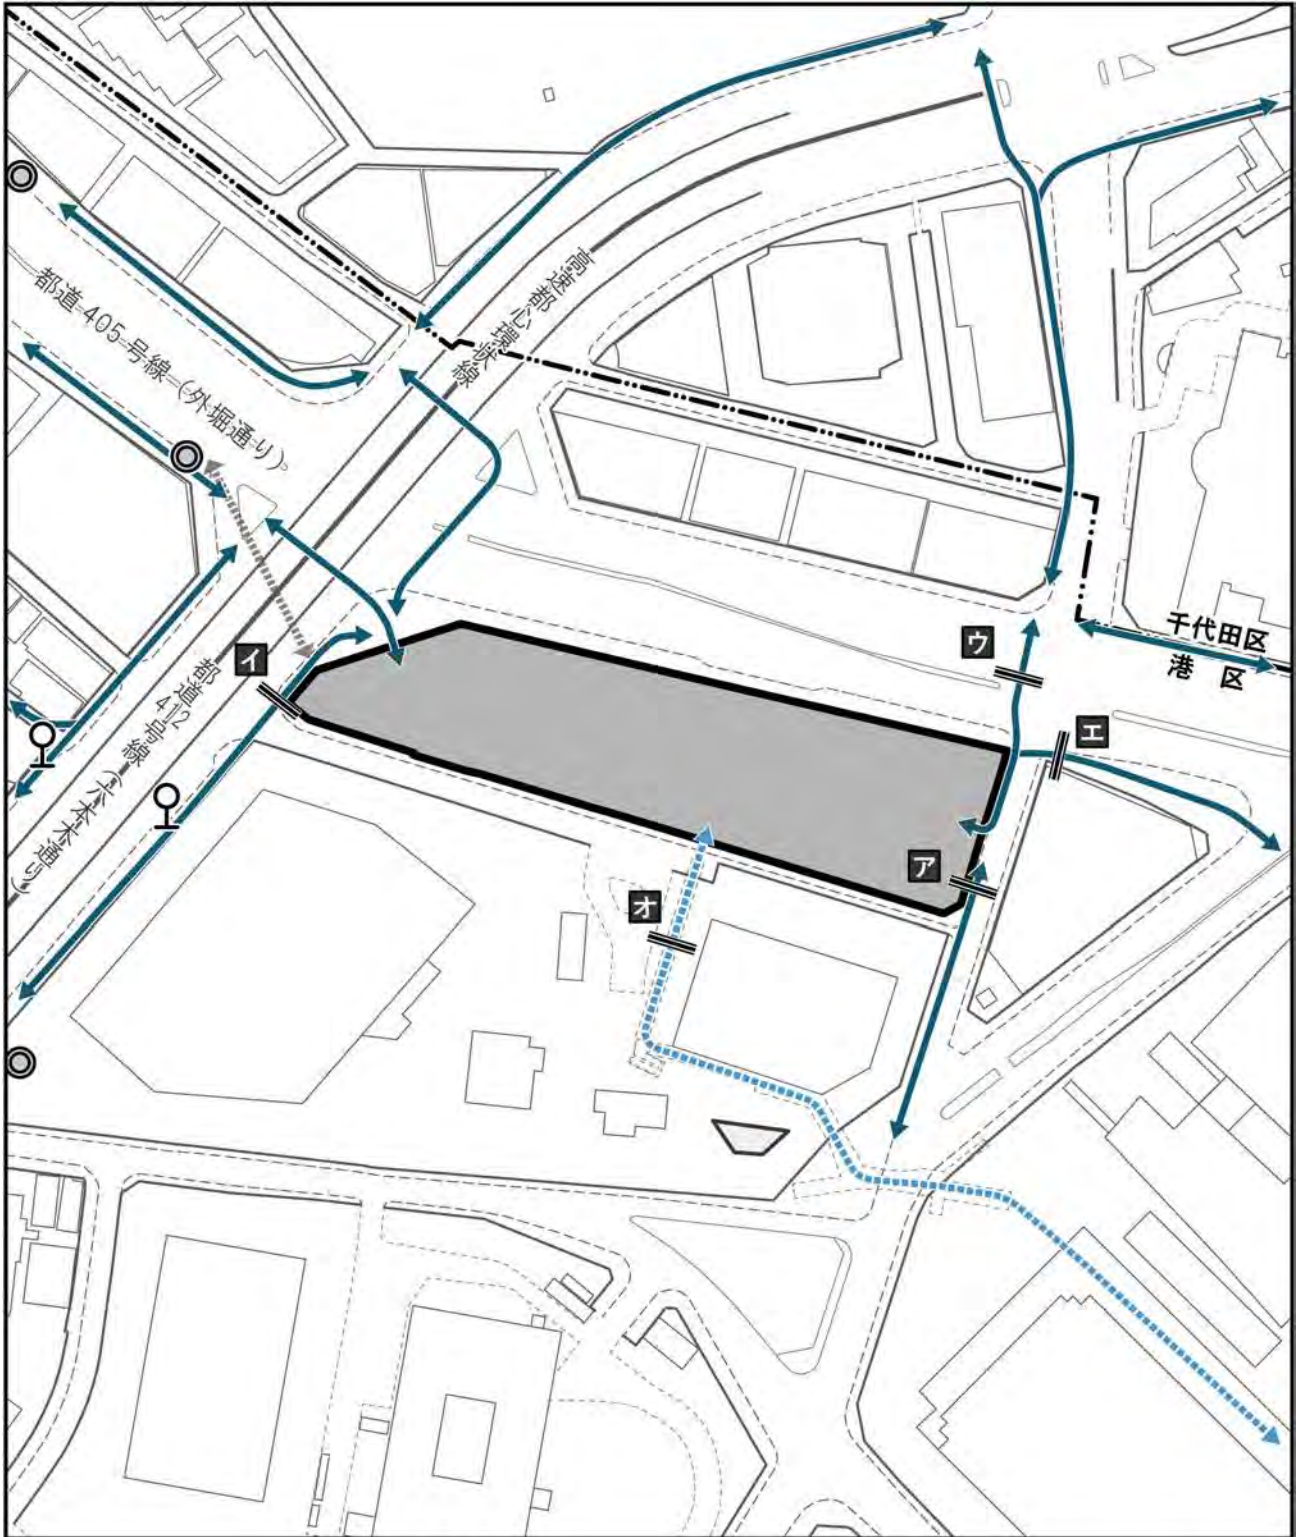 都道405号線(外堀通り)
高速都心環状線
千代田区
港 区
ウ
イ
エ
都道412号線(六本木通り)
ア
オ